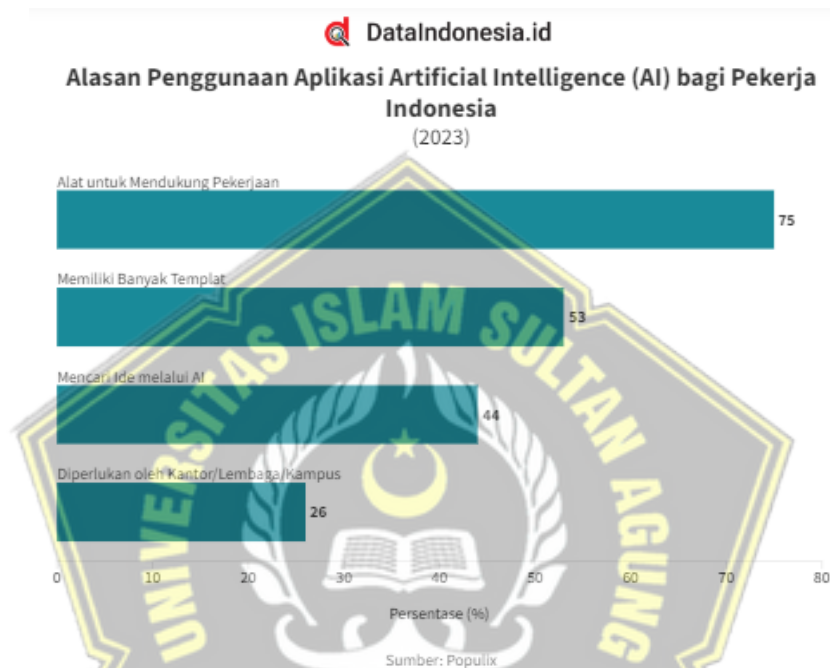 DataIndonesia.id
Alasan Penggunaan Aplikasi Artificial Intelligence (AI) bagi Pekerja
Indonesia
(2023)
Alat untuk Mendukung Pekerjaan
75
Memiliki Banyak Templat
53
Mencari Ide melalui AI
44
Diperlukan oleh Kantor/Lembaga/Kampus
26
0 10 20 30 40 50 60 70 80
Persentase (%)
Sumber: Populix
UNIVERSITAS ISLAM SULTAN AGUNG